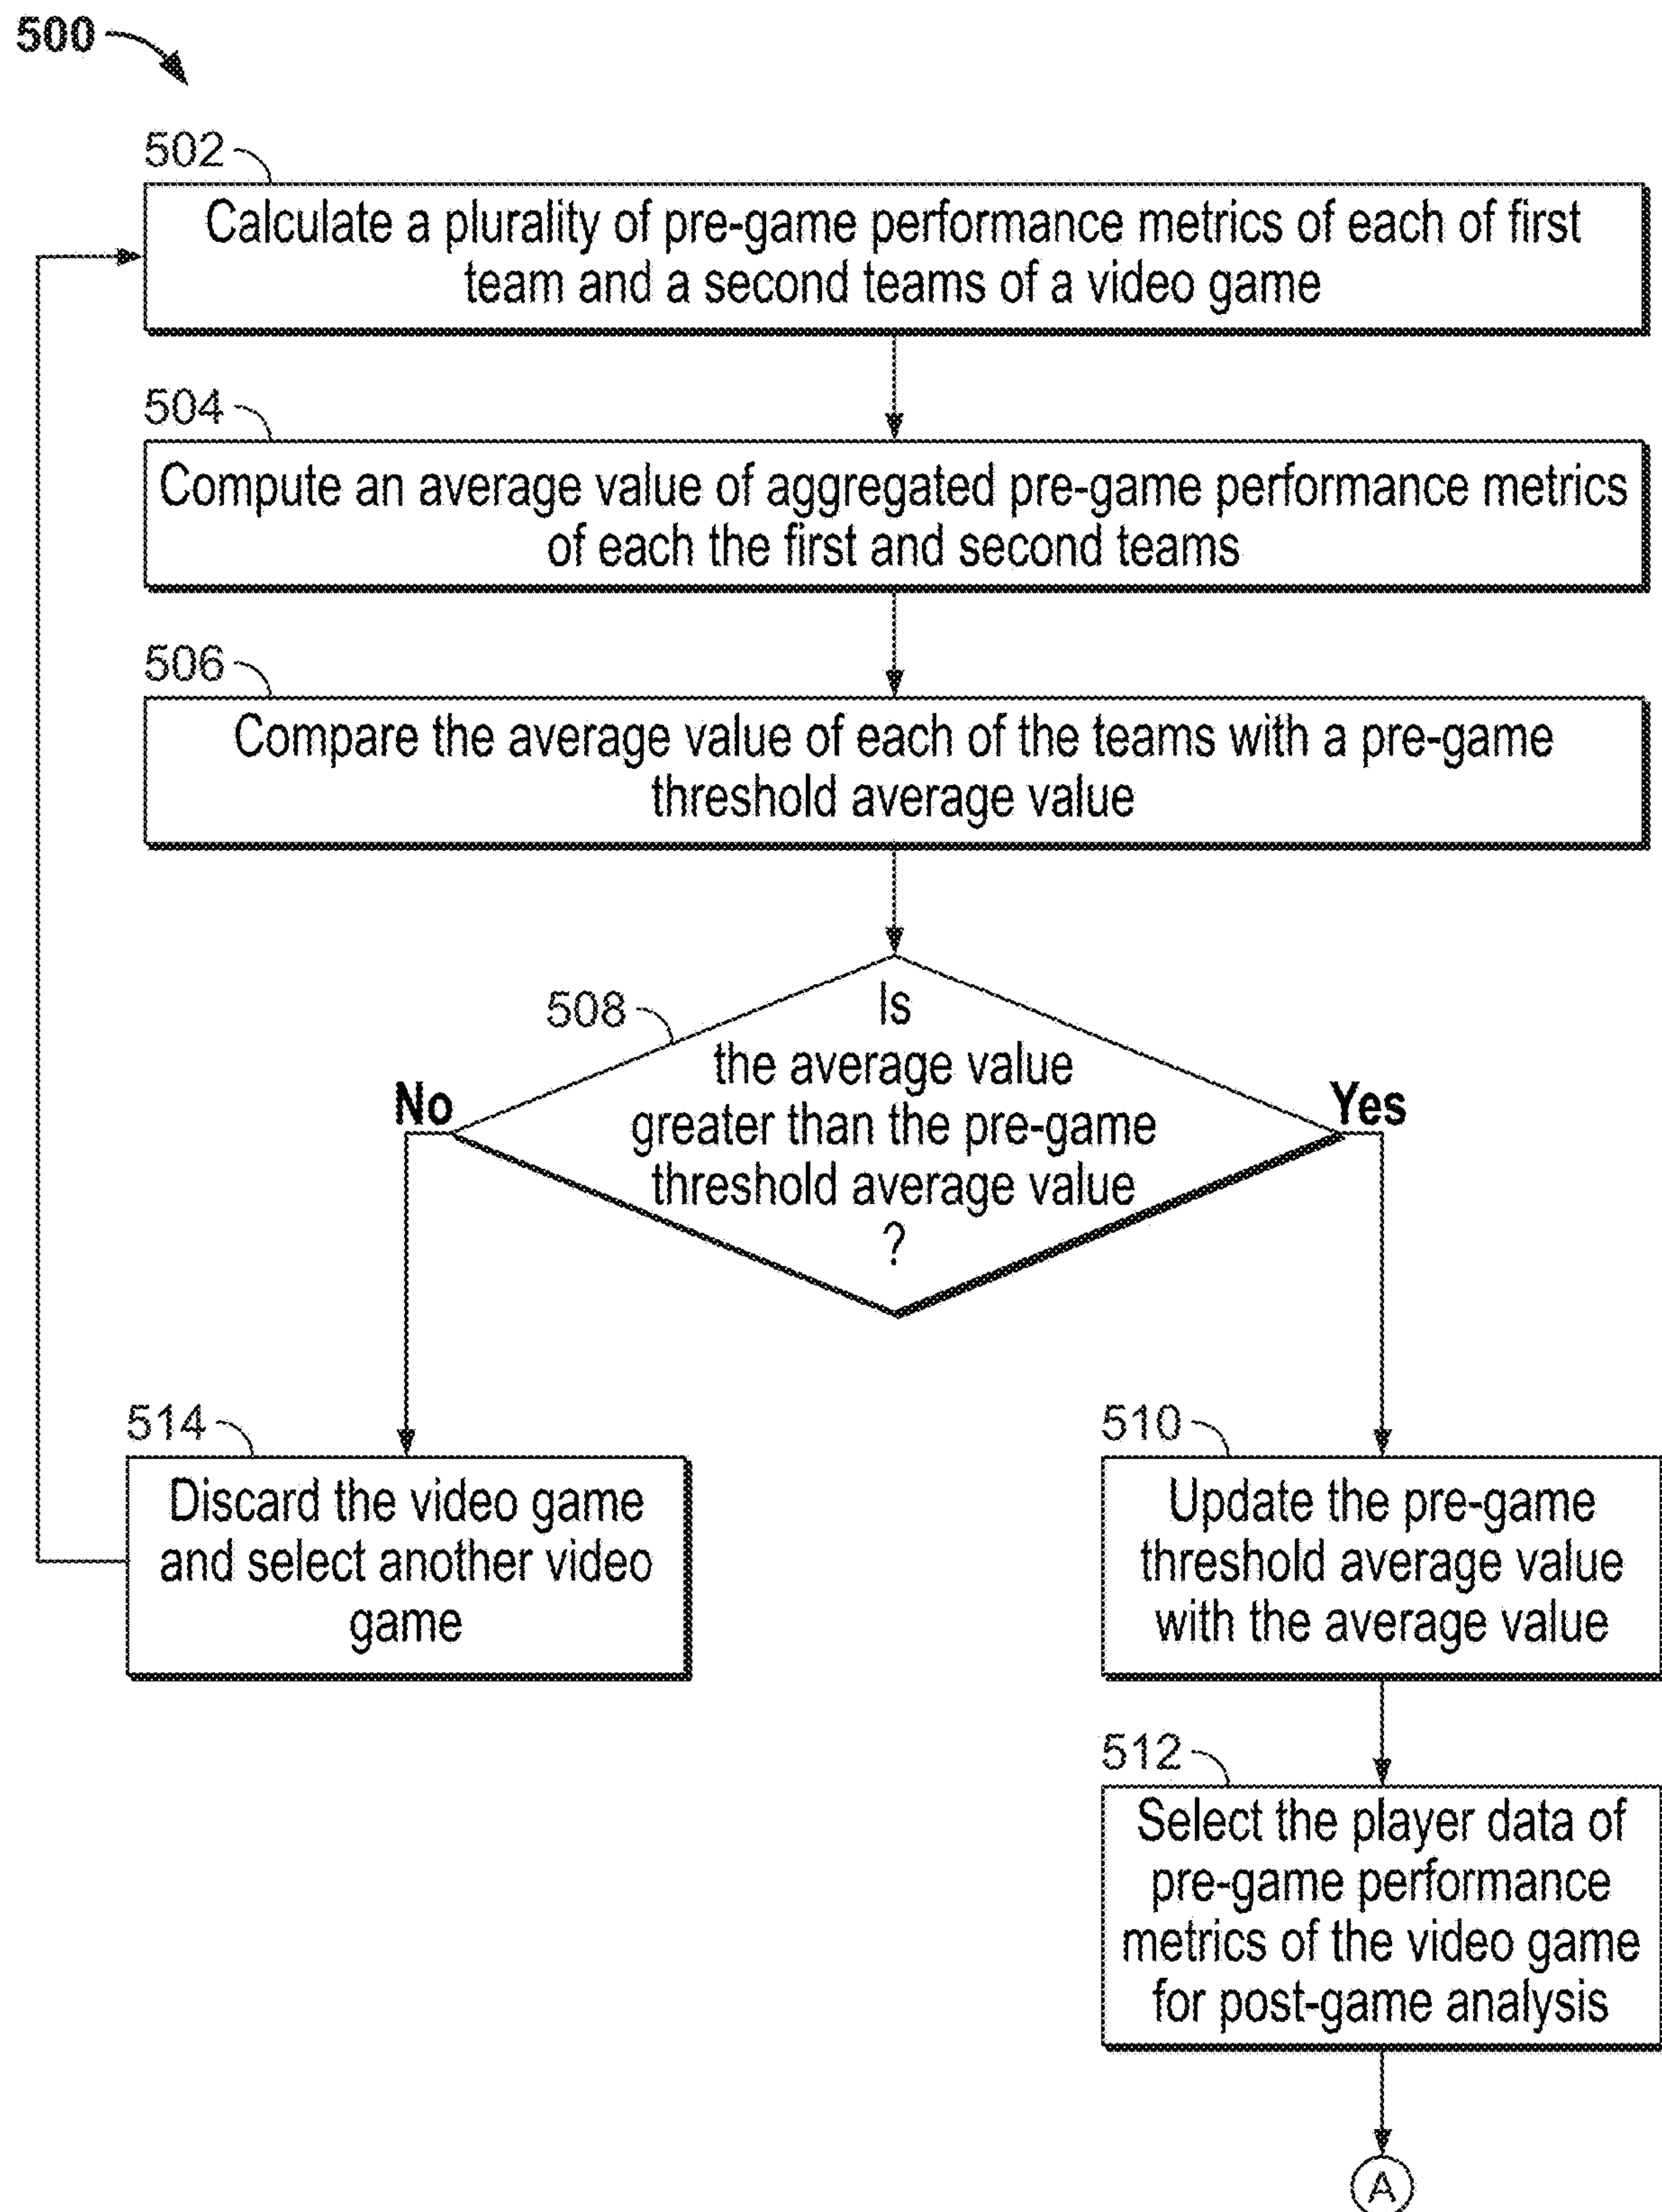 500
502
Calculate a plurality of pre-game performance metrics of each of first
team and a second teams of a video game
504
Compute an average value of aggregated pre-game performance metrics
of each the first and second teams
506
Compare the average value of each of the teams with a pre-game
threshold average value
508
Is
the average value
greater than the pre-game
threshold average value
?
No
Yes
514
Discard the video game
and select another video
game
510
Update the pre-game
threshold average value
with the average value
512
Select the player data of
pre-game performance
metrics of the video game
for post-game analysis
A